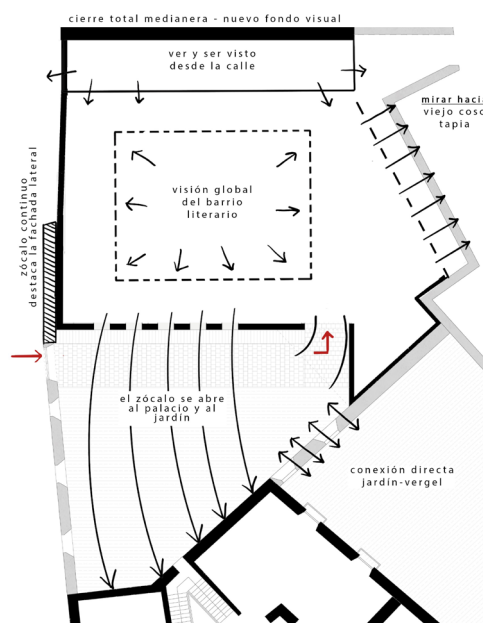 cierre total medianera - nuevo fondo visual
ver y ser visto
desde la calle
mirar haci
viejo coso
tapia
visión global
del barrio
literario
zócalo continuo
destaca la fachada lateral
el zócalo se abre
al palacio y al
jardín
conexión directa
jardín-vergel